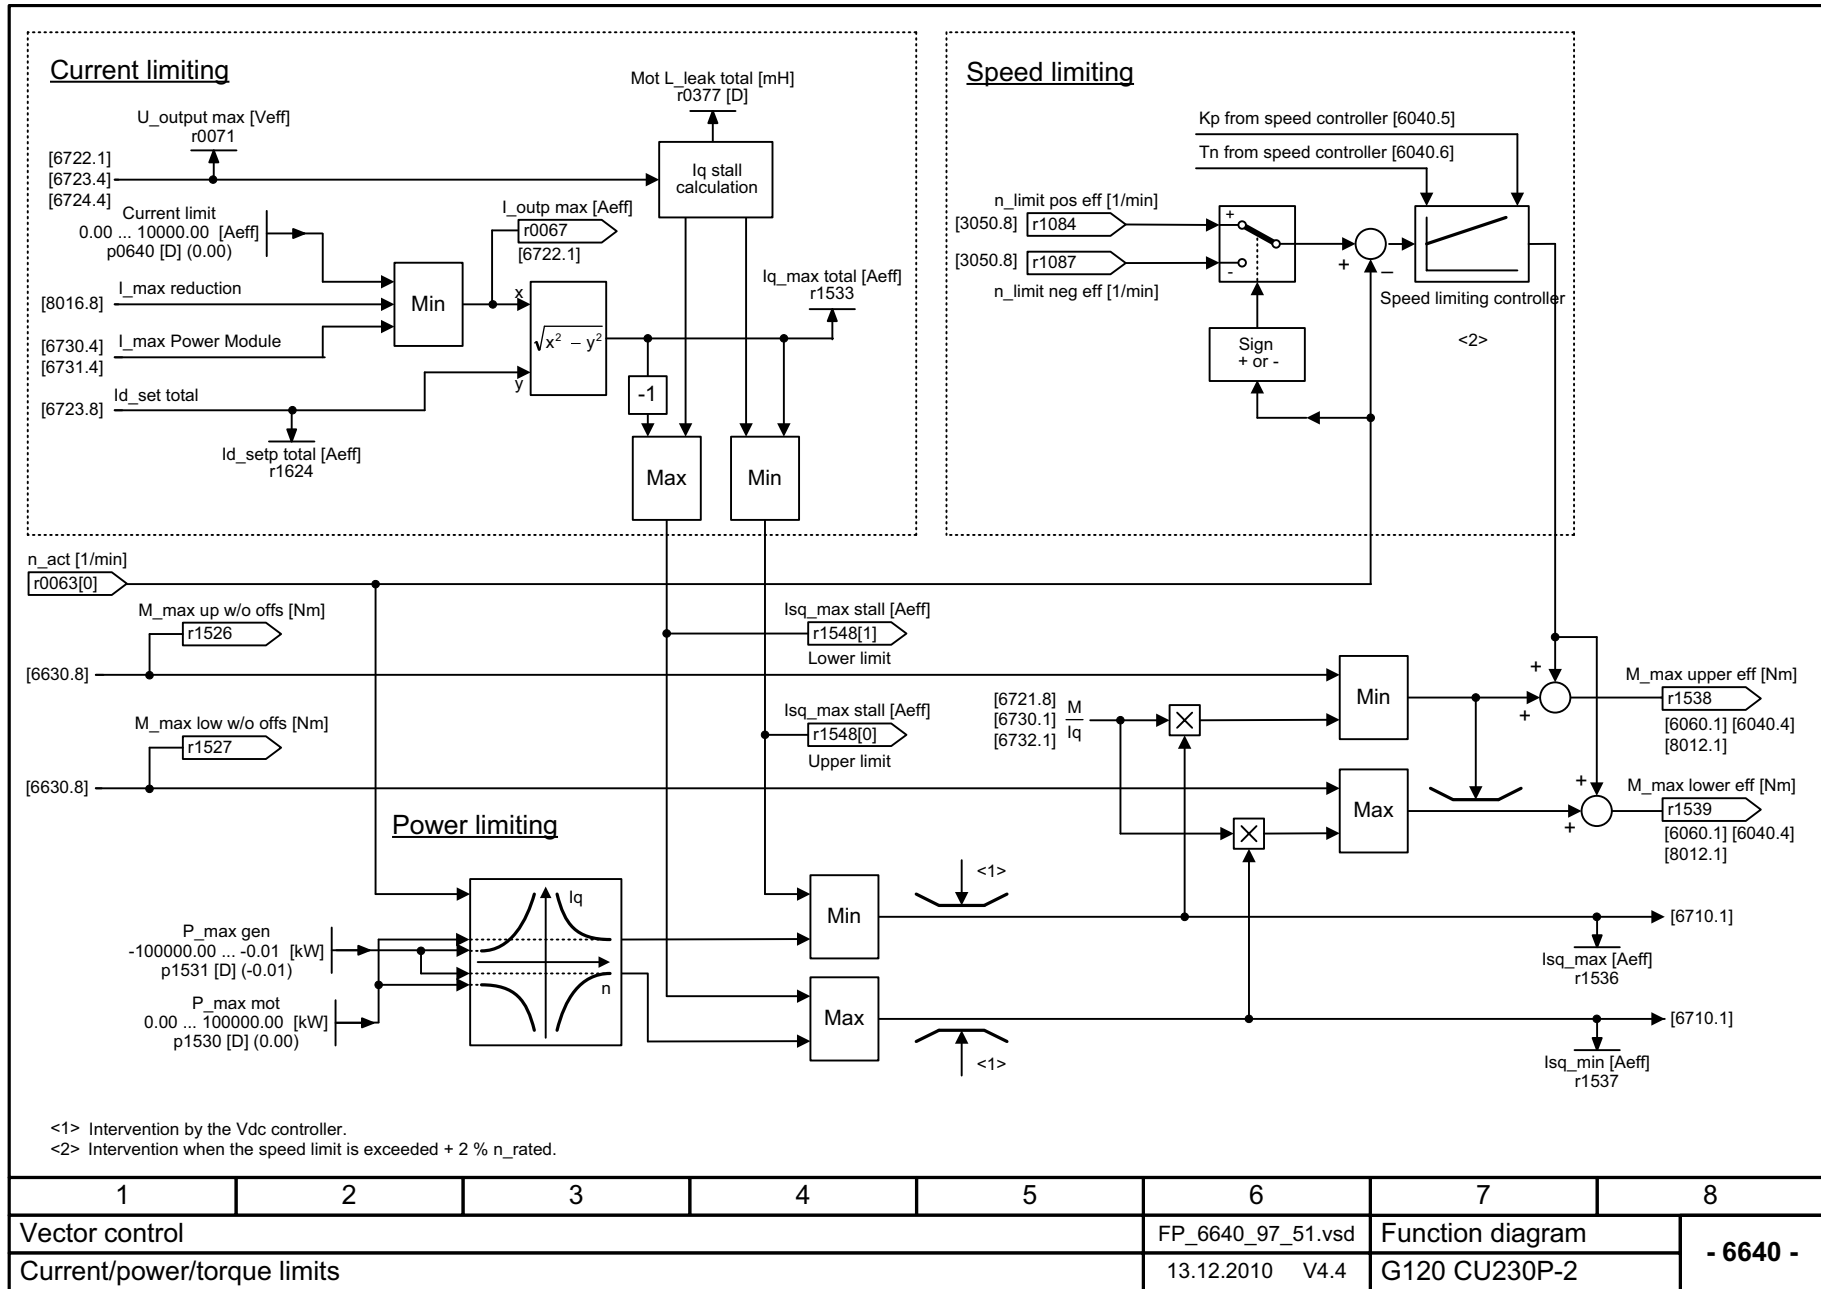 Current limiting
U_output max [Veff]
r0071
[6722.1]
[6723.4]
[6724.4]
Mot L_leak total [mH]
r0377 [D]
Iq stall
calculation
Current limit
0.00 ... 10000.00 [Aeff]
p0640 [D] (0.00)
I_outp max [Aeff]
r0067
[6722.1]
[8016.8]
I_max reduction
Min
x
√x² – y²
y
Iq_max total [Aeff]
r1533
[6730.4]
[6731.4]
I_max Power Module
[6723.8]
Id_set total
Id_setp total [Aeff]
r1624
-1
Max
Min
Speed limiting
Kp from speed controller [6040.5]
Tn from speed controller [6040.6]
n_limit pos eff [1/min]
[3050.8]
r1084
[3050.8]
r1087
n_limit neg eff [1/min]
+
-
+
–
Speed limiting controller
<2>
Sign
+ or -
n_act [1/min]
r0063[0]
M_max up w/o offs [Nm]
r1526
[6630.8]
M_max low w/o offs [Nm]
r1527
[6630.8]
Isq_max stall [Aeff]
r1548[1]
Lower limit
Isq_max stall [Aeff]
r1548[0]
Upper limit
[6721.8]
[6730.1]
[6732.1]
M
Iq
Min
Max
+
+
+
+
M_max upper eff [Nm]
r1538
[6060.1] [6040.4]
[8012.1]
M_max lower eff [Nm]
r1539
[6060.1] [6040.4]
[8012.1]
Power limiting
Iq
n
P_max gen
-100000.00 ... -0.01 [kW]
p1531 [D] (-0.01)
P_max mot
0.00 ... 100000.00 [kW]
p1530 [D] (0.00)
Min
Max
<1>
<1>
[6710.1]
Isq_max [Aeff]
r1536
[6710.1]
Isq_min [Aeff]
r1537
<1> Intervention by the Vdc controller.
<2> Intervention when the speed limit is exceeded + 2 % n_rated.
1 2 3 4 5 6 7 8
Vector control
FP_6640_97_51.vsd
Function diagram
- 6640 -
Current/power/torque limits
13.12.2010 V4.4
G120 CU230P-2